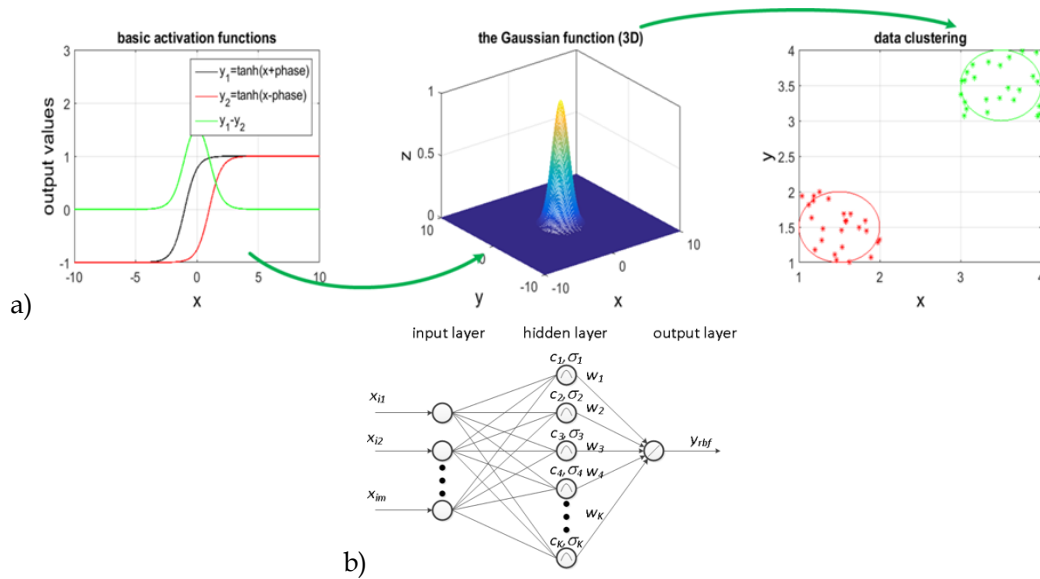 basic activation functions
y1=tanh(x+phase)
y2=tanh(x-phase)
y1-y2
output values
3
2
1
0
-1
-10
-5
0
5
10
x
the Gaussian function (3D)
z
1
0.5
0
10
0
-10
y
-10
0
10
x
data clustering
y
4
3.5
3
2.5
2
1.5
1
1
2
3
4
x
a)
input layer
hidden layer
output layer
xi1
xi2
xim
c1,σ1
c2,σ2
c3,σ3
c4,σ4
cK,σK
w1
w2
w3
w4
wK
yrbf
b)